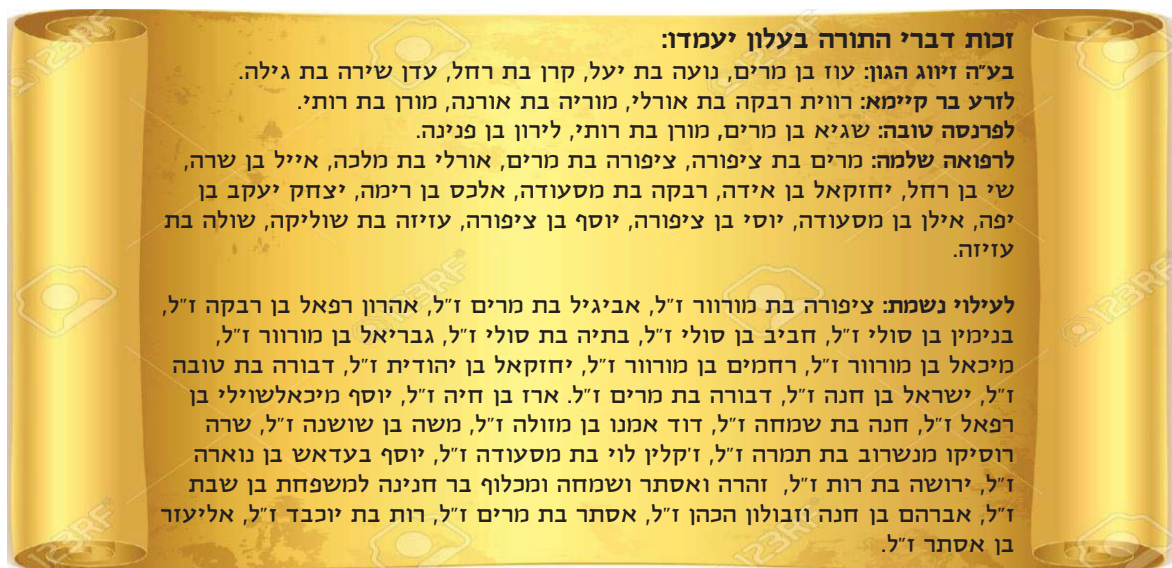 זכות דברי התורה בעלון יעמדו:
בע"ה זיווג הגון: עוז בן מרים, נועה בת יעל, קרן בת רחל, עדן שירה בת גילה.
לזרע בר קיימא: רווית רבקה בת אורלי, מוריה בת אורנה, מורן בת רותי.
לפרנסה טובה: שגיא בן מרים, מורן בת רותי, לירון בן פנינה.
לרפואה שלמה: מרים בת ציפורה, ציפורה בת מרים, אורלי בת מלכה, אייל בן שרה,
שי בן רחל, יחזקאל בן אידה, רבקה בת מסעודה, אלכס בן רימה, יצחק יעקב בן
יפה, אילן בן מסעודה, יוסי בן ציפורה, יוסף בן ציפורה, עזיזה בת שוליקה, שולה בת
עזיזה.
לעילוי נשמת: ציפורה בת מורוור ז"ל, אביגיל בת מרים ז"ל, אהרון רפאל בן רבקה ז"ל,
בנימין בן סולי ז"ל, חביב בן סולי ז"ל, בתיה בת סולי ז"ל, גבריאל בן מורוור ז"ל,
מיכאל בן מורוור ז"ל, רחמים בן מורוור ז"ל, יחזקאל בן יהודית ז"ל, דבורה בת טובה
ז"ל, ישראל בן חנה ז"ל, דבורה בת מרים ז"ל. ארז בן חיה ז"ל, יוסף מיכאלשוילי בן
רפאל ז"ל, חנה בת שמחה ז"ל, דוד אמנו בן מזולה ז"ל, משה בן שושנה ז"ל, שרה
רוסיקו מנשרוב בת תמרה ז"ל, ז'קלין לוי בת מסעודה ז"ל, יוסף בעדאש בן נוארה
ז"ל, ירושה בת רות ז"ל, זהרה ואסתר ושמחה ומכלוף בר חנינה למשפחת בן שבת
ז"ל, אברהם בן חנה וזבולון הכהן ז"ל, אסתר בת מרים ז"ל, רות בת יוכבד ז"ל, אליעזר
בן אסתר ז"ל.
123RF